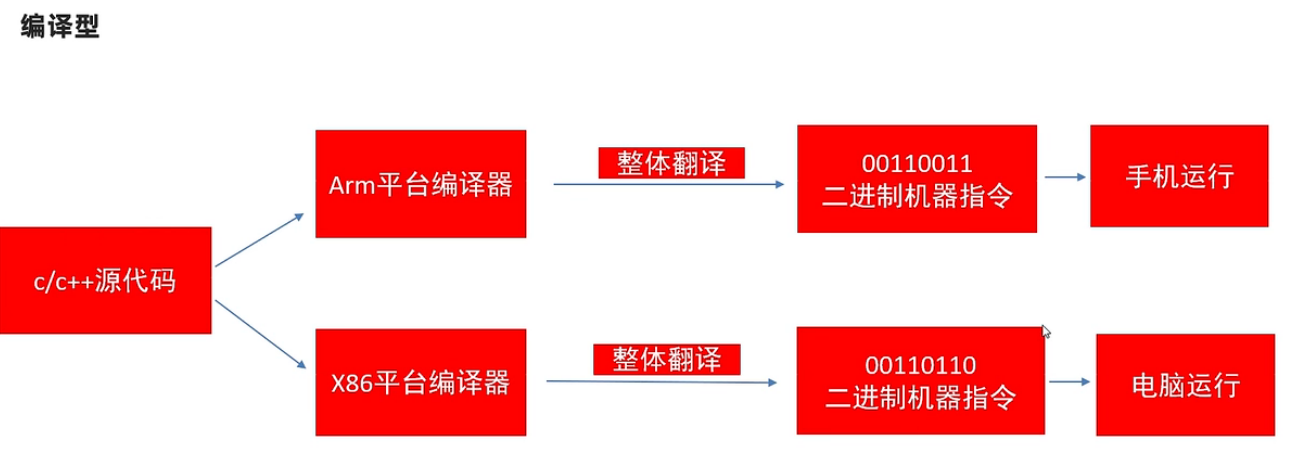 编译型
c/c++源代码
Arm平台编译器
整体翻译
00110011
二进制机器指令
手机运行
X86平台编译器
整体翻译
00110110
二进制机器指令
电脑运行